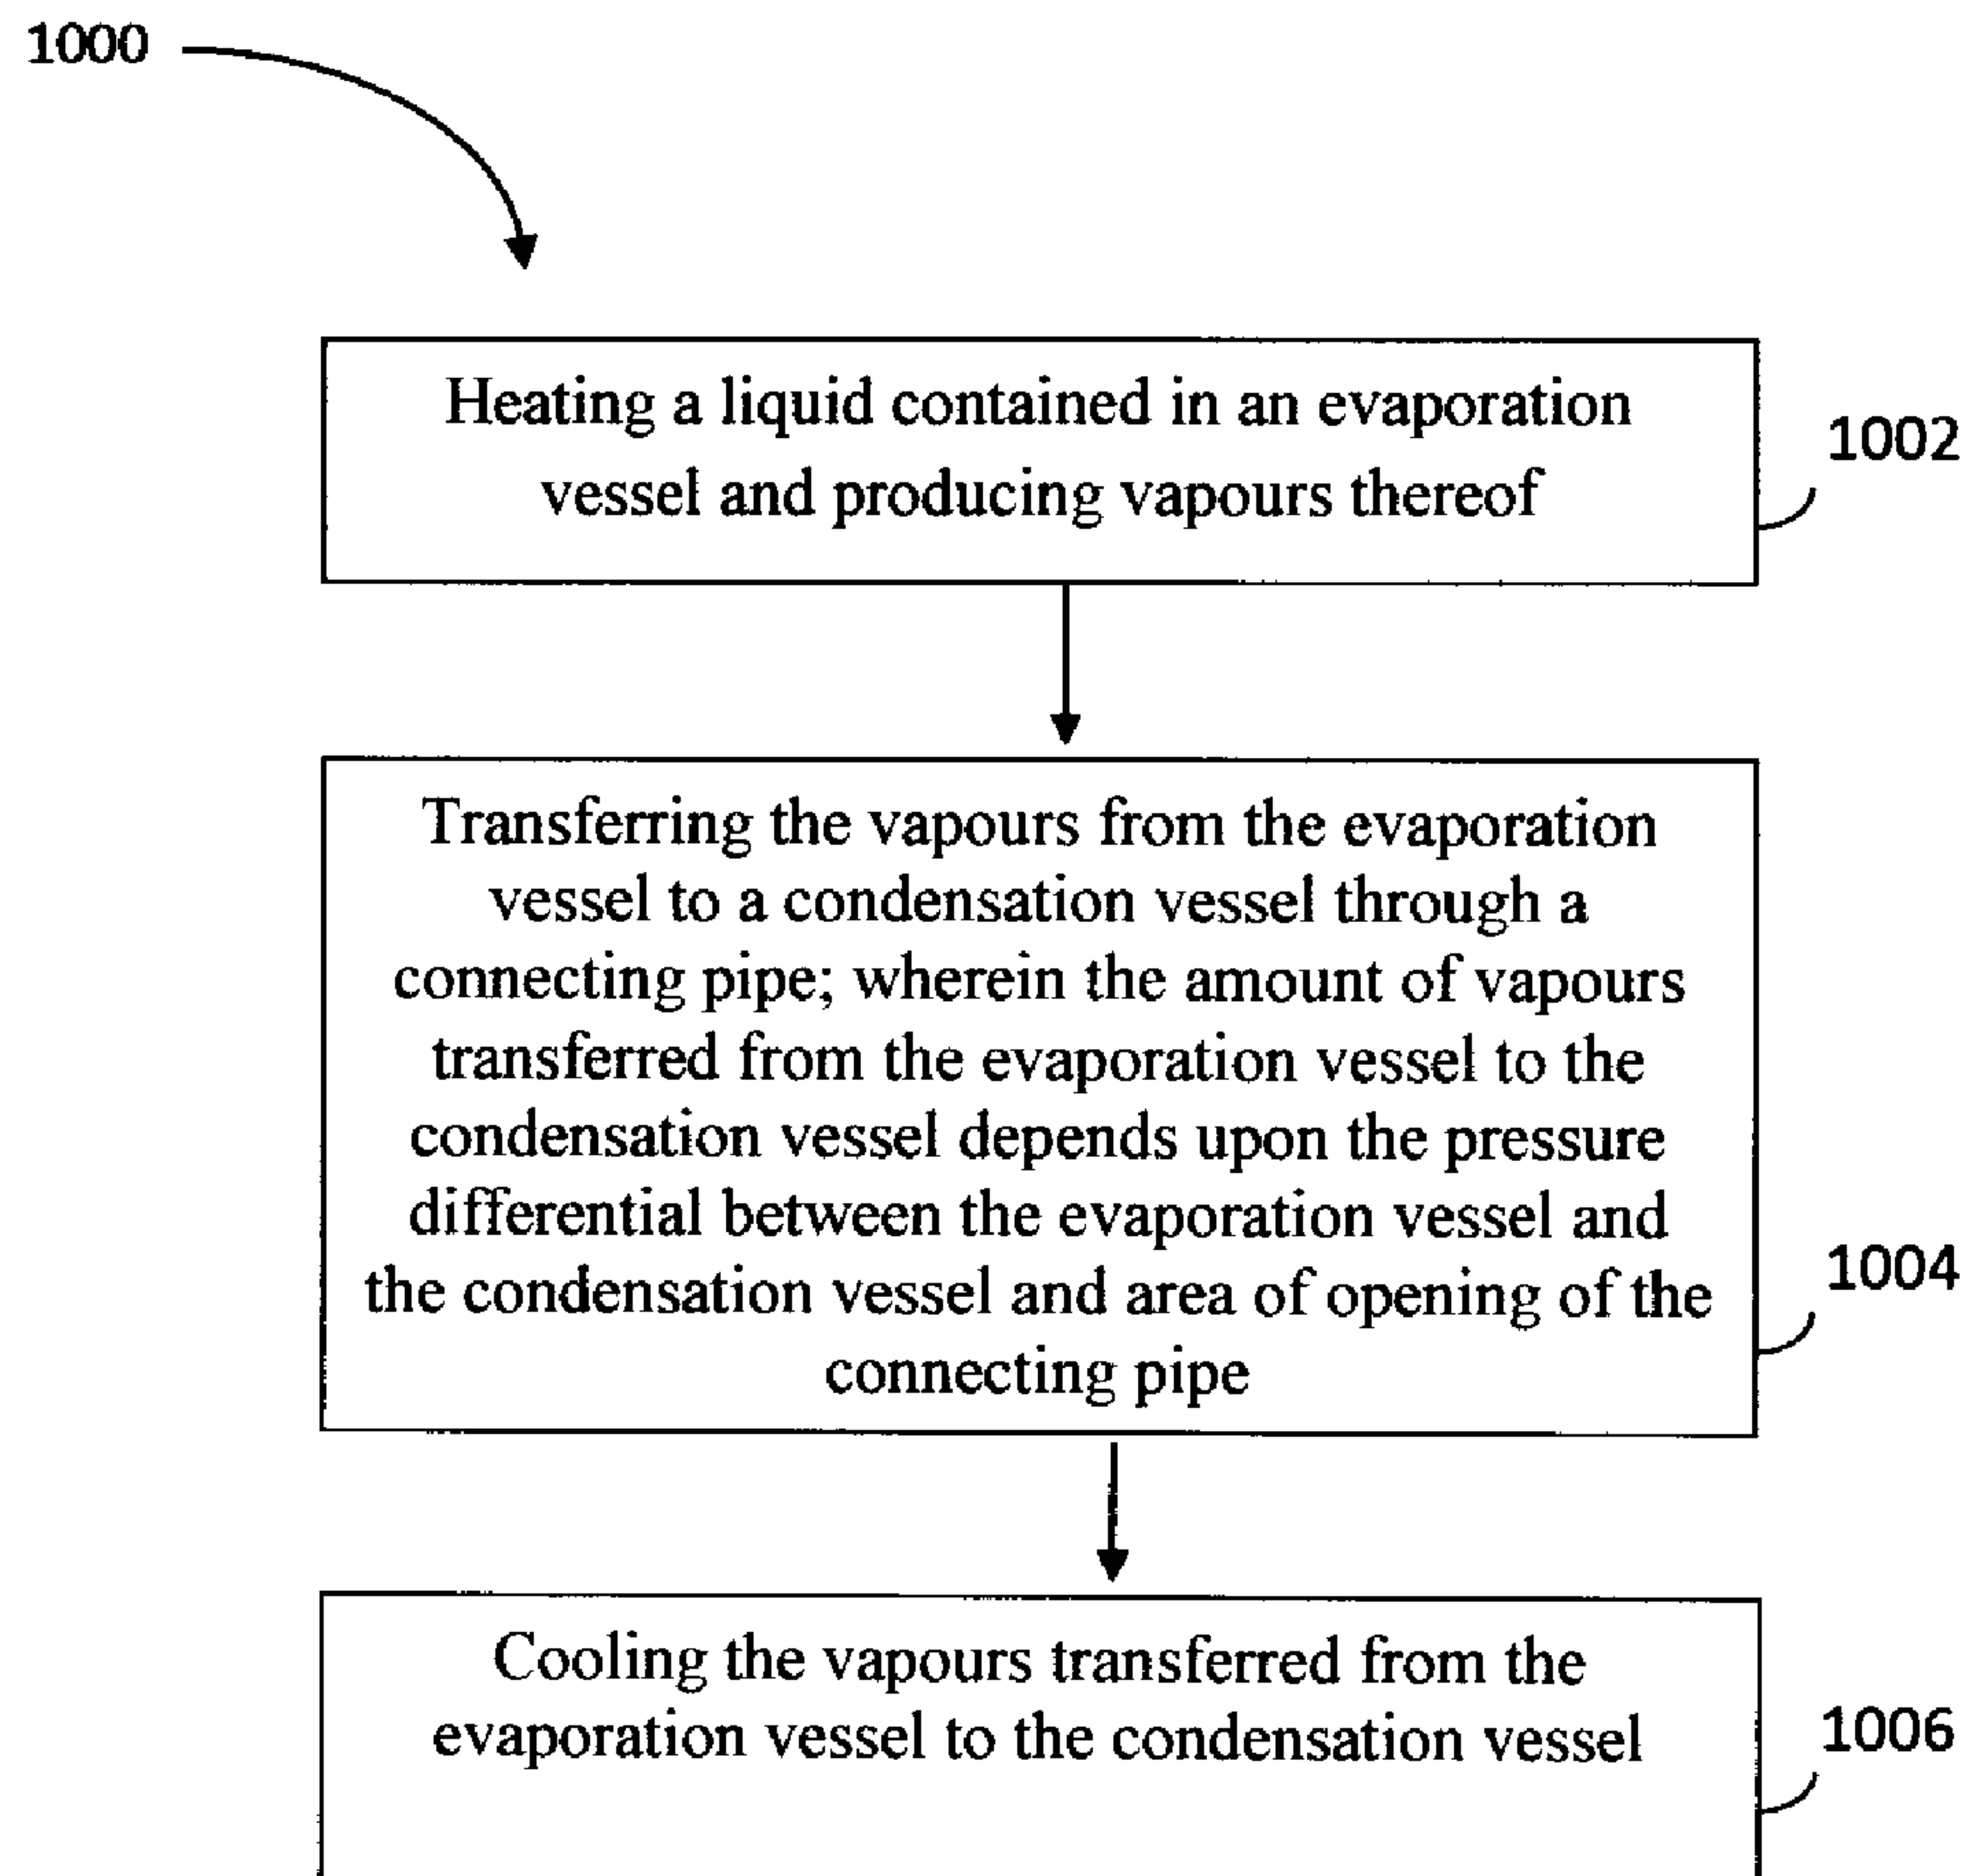 1000
Heating a liquid contained in an evaporation
vessel and producing vapours thereof
1002
Transferring the vapours from the evaporation
vessel to a condensation vessel through a
connecting pipe; wherein the amount of vapours
transferred from the evaporation vessel to the
condensation vessel depends upon the pressure
differential between the evaporation vessel and
the condensation vessel and area of opening of the
connecting pipe
1004
Cooling the vapours transferred from the
evaporation vessel to the condensation vessel
1006